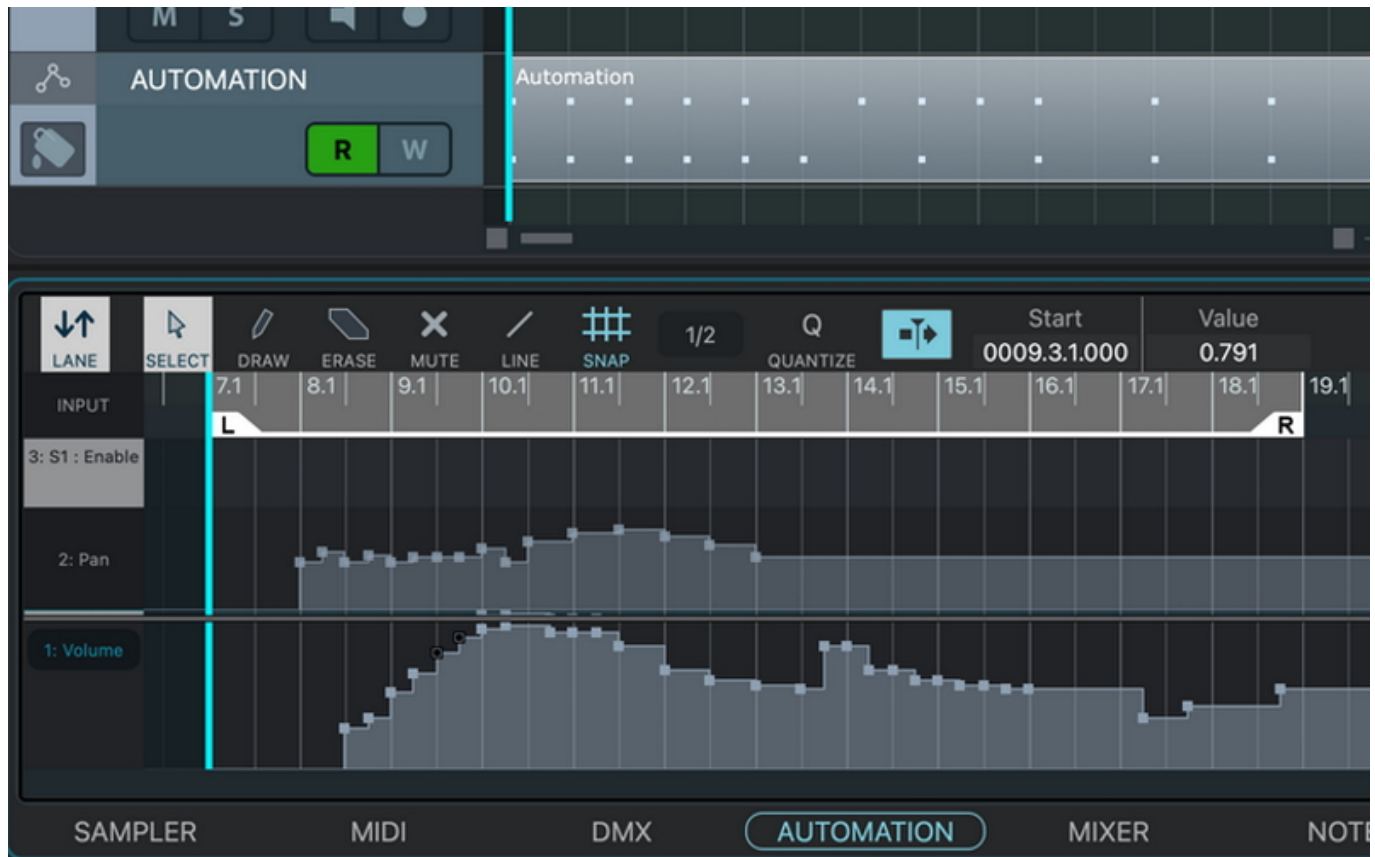 M S
AUTOMATION
Automation
R W
LANE SELECT DRAW ERASE MUTE LINE SNAP 1/2 Q QUANTIZE Start 0009.3.1.000 Value 0.791
INPUT 7.1 8.1 9.1 10.1 11.1 12.1 13.1 14.1 15.1 16.1 17.1 18.1 19.1
L R
3: S1 : Enable
2: Pan
1: Volume
SAMPLER MIDI DMX AUTOMATION MIXER